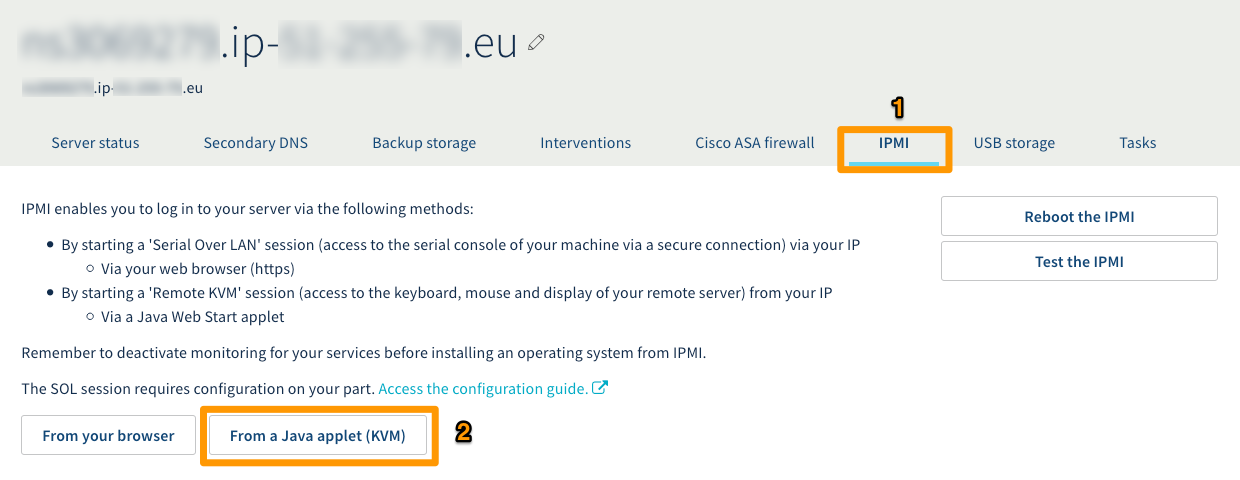 .ip- .eu
.ip- .eu
1
Server status Secondary DNS Backup storage Interventions Cisco ASA firewall IPMI USB storage Tasks
IPMI enables you to log in to your server via the following methods:
Reboot the IPMI
By starting a 'Serial Over LAN' session (access to the serial console of your machine via a secure connection) via your IP
Via your web browser (https)
Test the IPMI
By starting a 'Remote KVM' session (access to the keyboard, mouse and display of your remote server) from your IP
Via a Java Web Start applet
Remember to deactivate monitoring for your services before installing an operating system from IPMI.
The SOL session requires configuration on your part. Access the configuration guide.
From your browser From a Java applet (KVM) 2